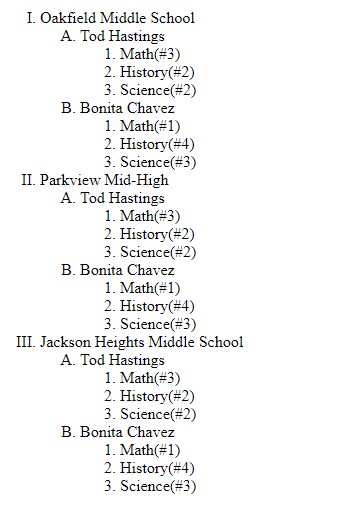 I. Oakfield Middle School
A. Tod Hastings
1. Math(#3)
2. History(#2)
3. Science(#2)
B. Bonita Chavez
1. Math(#1)
2. History(#4)
3. Science(#3)
II. Parkview Mid-High
A. Tod Hastings
1. Math(#3)
2. History(#2)
3. Science(#2)
B. Bonita Chavez
1. Math(#1)
2. History(#4)
3. Science(#3)
III. Jackson Heights Middle School
A. Tod Hastings
1. Math(#3)
2. History(#2)
3. Science(#2)
B. Bonita Chavez
1. Math(#1)
2. History(#4)
3. Science(#3)